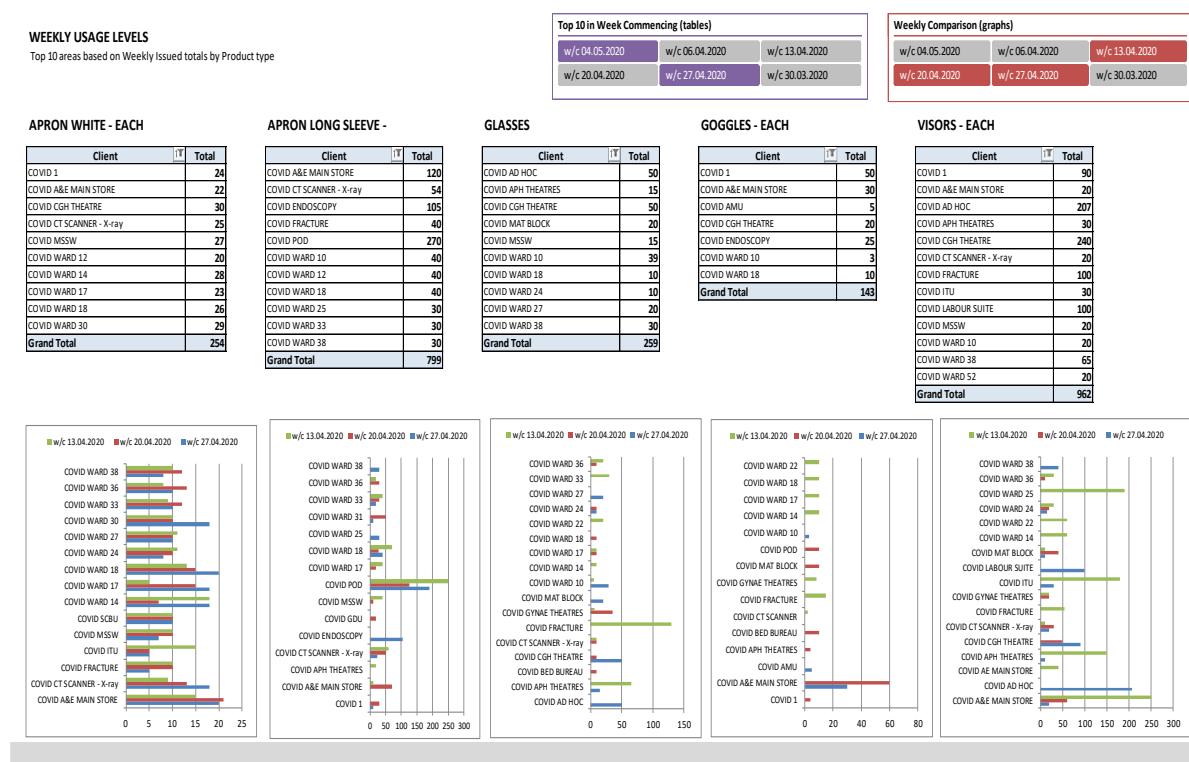 WEEKLY USAGE LEVELS
Top 10 areas based on Weekly Issued totals by Product type
Top 10 in Week Commencing (tables)
w/c 04.05.2020 w/c 06.04.2020 w/c 13.04.2020
w/c 20.04.2020 w/c 27.04.2020 w/c 30.03.2020
Weekly Comparison (graphs)
w/c 04.05.2020 w/c 06.04.2020 w/c 13.04.2020
w/c 20.04.2020 w/c 27.04.2020 w/c 30.03.2020
APRON WHITE - EACH
Client Total
COVID 1 24
COVID A&E MAIN STORE 22
COVID CGH THEATRE 30
COVID CT SCANNER - X-ray 25
COVID MSSW 27
COVID WARD 12 20
COVID WARD 14 28
COVID WARD 17 23
COVID WARD 18 26
COVID WARD 30 29
Grand Total 254
APRON LONG SLEEVE -
Client Total
COVID A&E MAIN STORE 120
COVID CT SCANNER - X-ray 54
COVID ENDOSCOPY 105
COVID FRACTURE 40
COVID POD 270
COVID WARD 10 40
COVID WARD 12 40
COVID WARD 18 40
COVID WARD 25 30
COVID WARD 33 30
COVID WARD 38 30
Grand Total 799
GLASSES
Client Total
COVID AD HOC 50
COVID APH THEATRES 15
COVID CGH THEATRE 50
COVID MAT BLOCK 20
COVID MSSW 15
COVID WARD 10 39
COVID WARD 18 10
COVID WARD 24 10
COVID WARD 27 20
COVID WARD 38 30
Grand Total 259
GOGGLES - EACH
Client Total
COVID 1 50
COVID A&E MAIN STORE 30
COVID AMU 5
COVID CGH THEATRE 20
COVID ENDOSCOPY 25
COVID WARD 10 3
COVID WARD 18 10
Grand Total 143
VISORS - EACH
Client Total
COVID 1 90
COVID A&E MAIN STORE 20
COVID AD HOC 207
COVID APH THEATRES 30
COVID CGH THEATRE 240
COVID CT SCANNER - X-ray 20
COVID FRACTURE 100
COVID ITU 30
COVID LABOUR SUITE 100
COVID MSSW 20
COVID WARD 10 20
COVID WARD 38 65
COVID WARD 52 20
Grand Total 962
w/c 13.04.2020 w/c 20.04.2020 w/c 27.04.2020
COVID WARD 38
COVID WARD 36
COVID WARD 33
COVID WARD 30
COVID WARD 27
COVID WARD 24
COVID WARD 18
COVID WARD 17
COVID WARD 14
COVID SCBU
COVID MSSW
COVID ITU
COVID FRACTURE
COVID CT SCANNER - X-ray
COVID A&E MAIN STORE
0 5 10 15 20 25
w/c 13.04.2020 w/c 20.04.2020 w/c 27.04.2020
COVID WARD 38
COVID WARD 36
COVID WARD 33
COVID WARD 31
COVID WARD 25
COVID WARD 18
COVID WARD 17
COVID POD
COVID MSSW
COVID GDU
COVID ENDOSCOPY
COVID CT SCANNER - X-ray
COVID APH THEATRES
COVID A&E MAIN STORE
COVID 1
0 50 100 150 200 250 300
w/c 13.04.2020 w/c 20.04.2020 w/c 27.04.2020
COVID WARD 36
COVID WARD 33
COVID WARD 27
COVID WARD 24
COVID WARD 22
COVID WARD 18
COVID WARD 17
COVID WARD 14
COVID WARD 10
COVID MAT BLOCK
COVID GYNAE THEATRES
COVID FRACTURE
COVID CT SCANNER - X-ray
COVID CGH THEATRE
COVID BED BUREAU
COVID APH THEATRES
COVID AD HOC
0 50 100 150
w/c 13.04.2020 w/c 20.04.2020 w/c 27.04.2020
COVID WARD 22
COVID WARD 18
COVID WARD 17
COVID WARD 14
COVID WARD 10
COVID POD
COVID MAT BLOCK
COVID GYNAE THEATRES
COVID FRACTURE
COVID CT SCANNER
COVID BED BUREAU
COVID APH THEATRES
COVID AMU
COVID A&E MAIN STORE
COVID 1
0 20 40 60 80
w/c 13.04.2020 w/c 20.04.2020 w/c 27.04.2020
COVID WARD 38
COVID WARD 36
COVID WARD 25
COVID WARD 24
COVID WARD 22
COVID WARD 14
COVID MAT BLOCK
COVID LABOUR SUITE
COVID ITU
COVID GYNAE THEATRES
COVID FRACTURE
COVID CT SCANNER - X-ray
COVID CGH THEATRE
COVID APH THEATRES
COVID AE MAIN STORE
COVID AD HOC
COVID A&E MAIN STORE
0 50 100 150 200 250 300